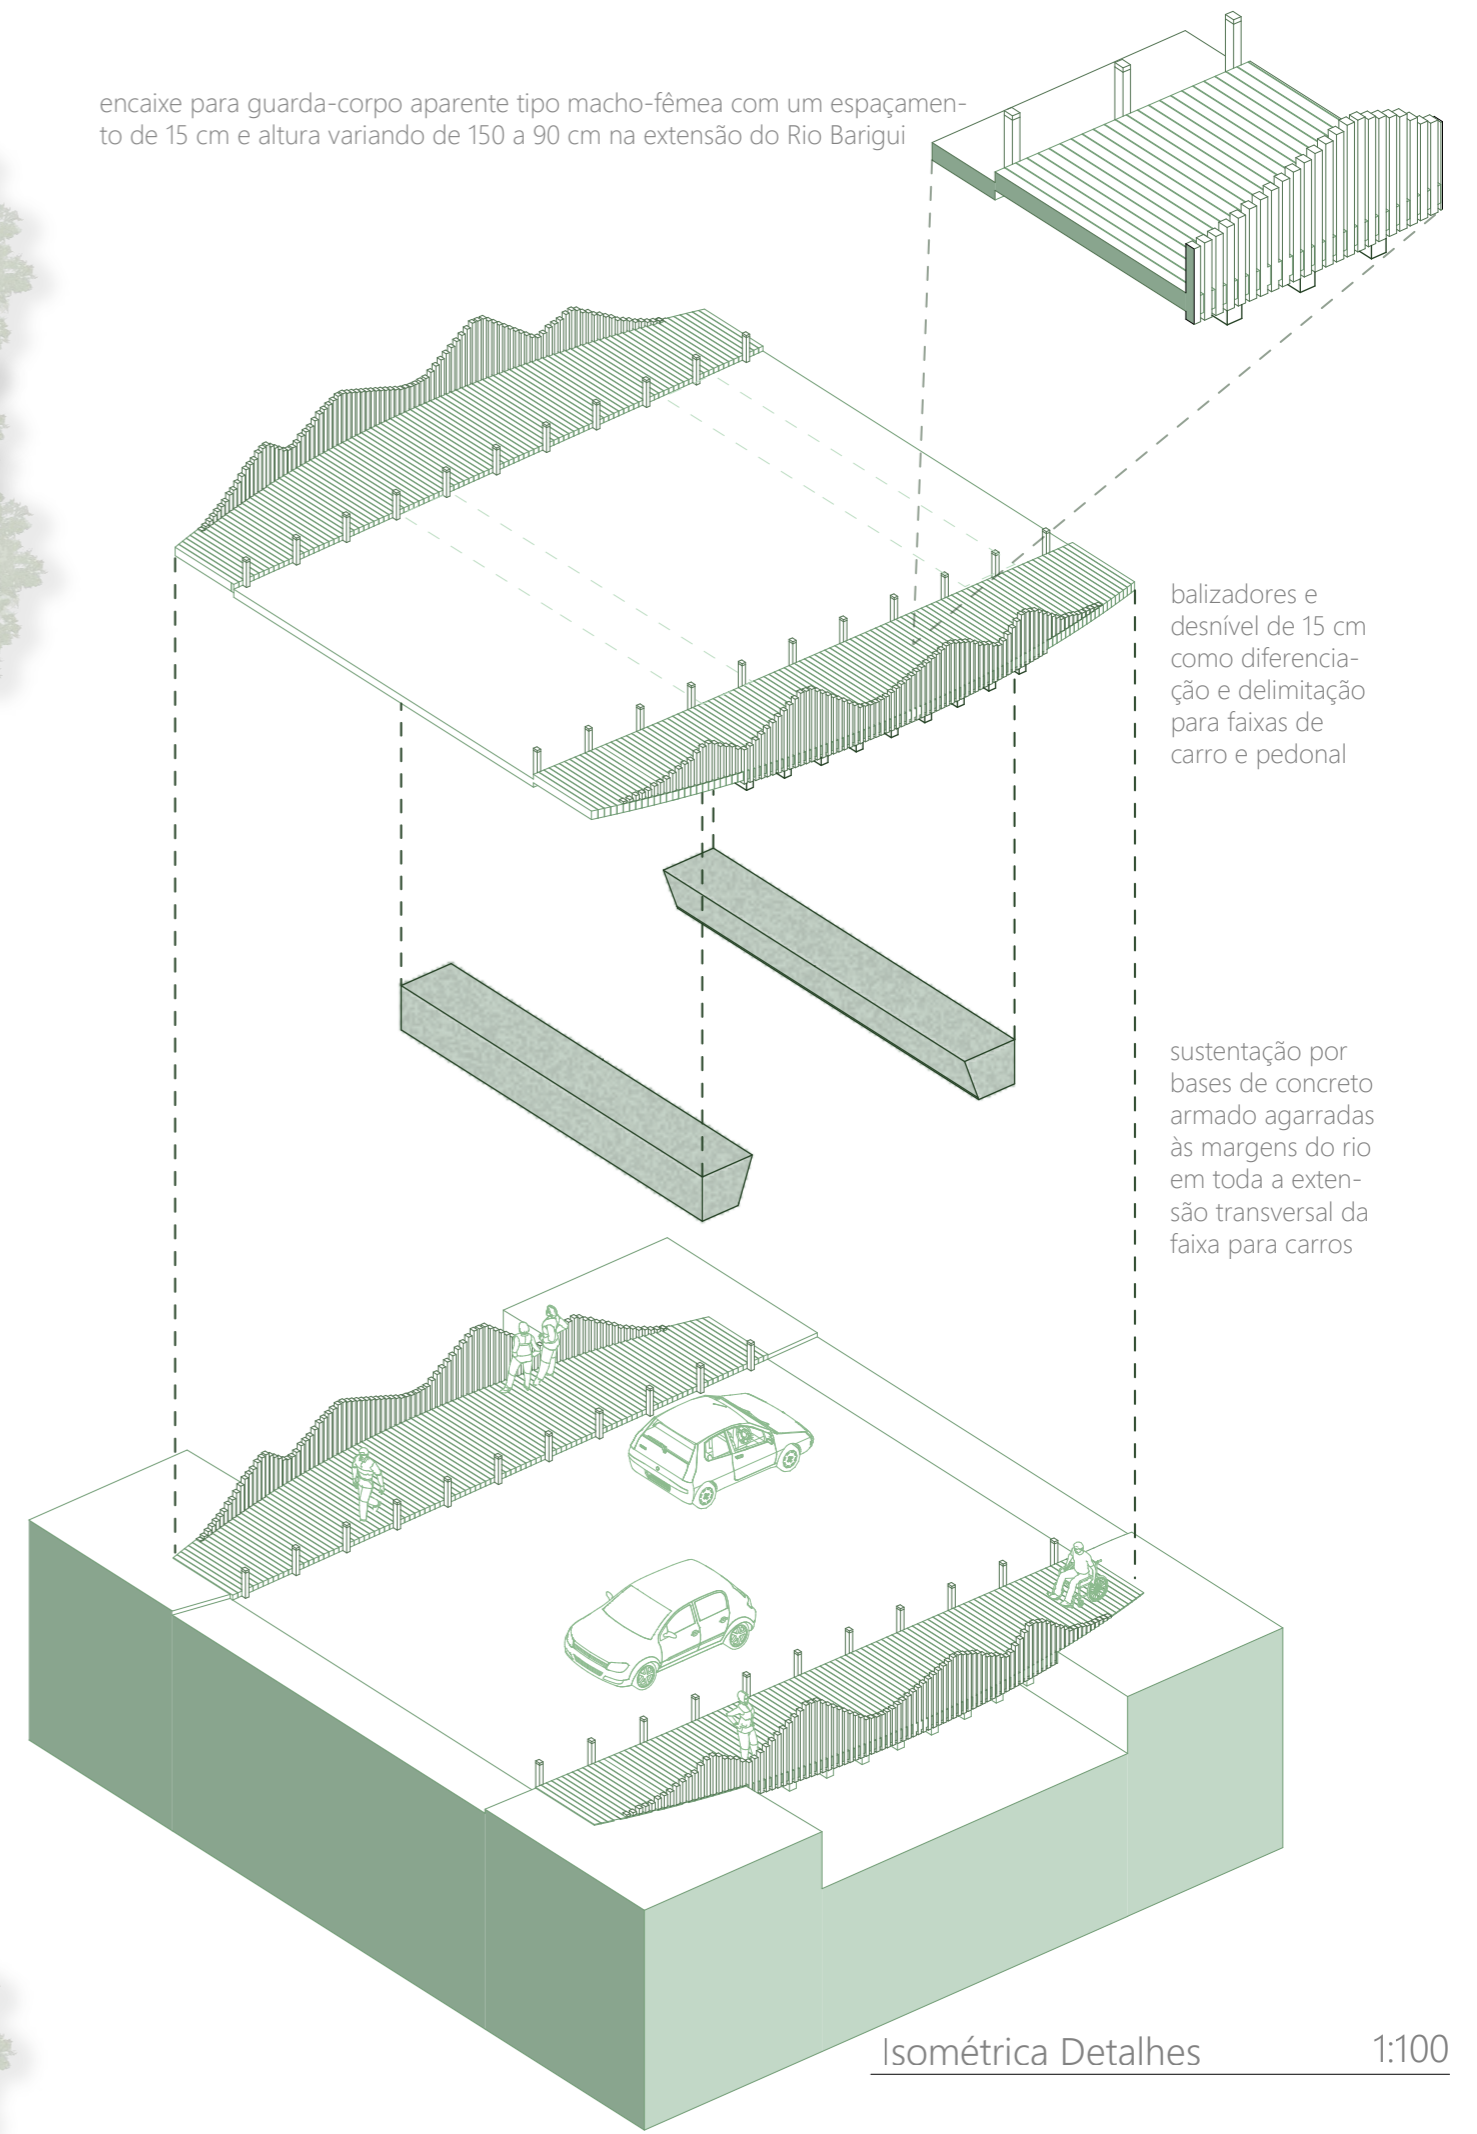 encaixe para guarda-corpo aparente tipo macho-fêmea com um espaçamen-
to de 15 cm e altura variando de 150 a 90 cm na extensão do Rio Barigui
balizadores e
desnível de 15 cm
como diferencia-
ção e delimitação
para faixas de
carro e pedonal
sustentação por
bases de concreto
armado agarradas
às margens do rio
em toda a exten-
são transversal da
faixa para carros
Isométrica Detalhes 1:100